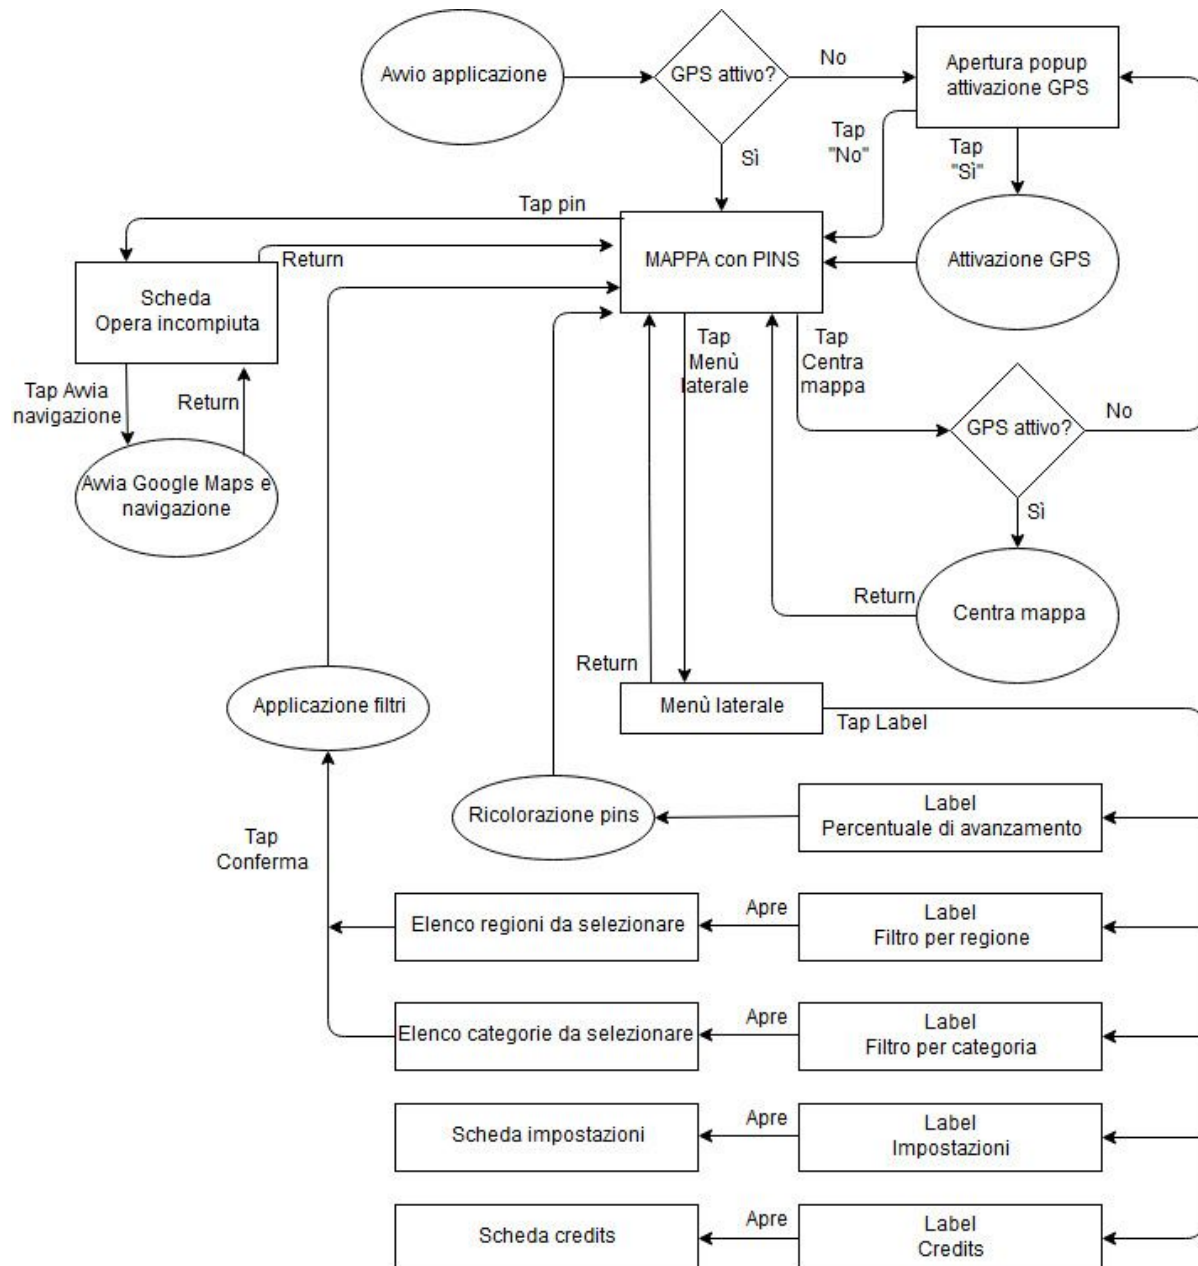 Avvio applicazione
GPS attivo?
No
Apertura popup
attivazione GPS
Sì
Tap
"No"
Tap
"Sì"
Tap pin
Return
MAPPA con PINS
Attivazione GPS
Scheda
Opera incompiuta
Tap Avvia
navigazione
Return
Tap
Menù
laterale
Tap
Centra
mappa
GPS attivo?
No
Avvia Google Maps e
navigazione
Sì
Return
Centra mappa
Return
Applicazione filtri
Menù laterale
Tap Label
Ricolorazione pins
Label
Percentuale di avanzamento
Tap
Conferma
Elenco regioni da selezionare
Apre
Label
Filtro per regione
Elenco categorie da selezionare
Apre
Label
Filtro per categoria
Scheda impostazioni
Apre
Label
Impostazioni
Scheda credits
Apre
Label
Credits